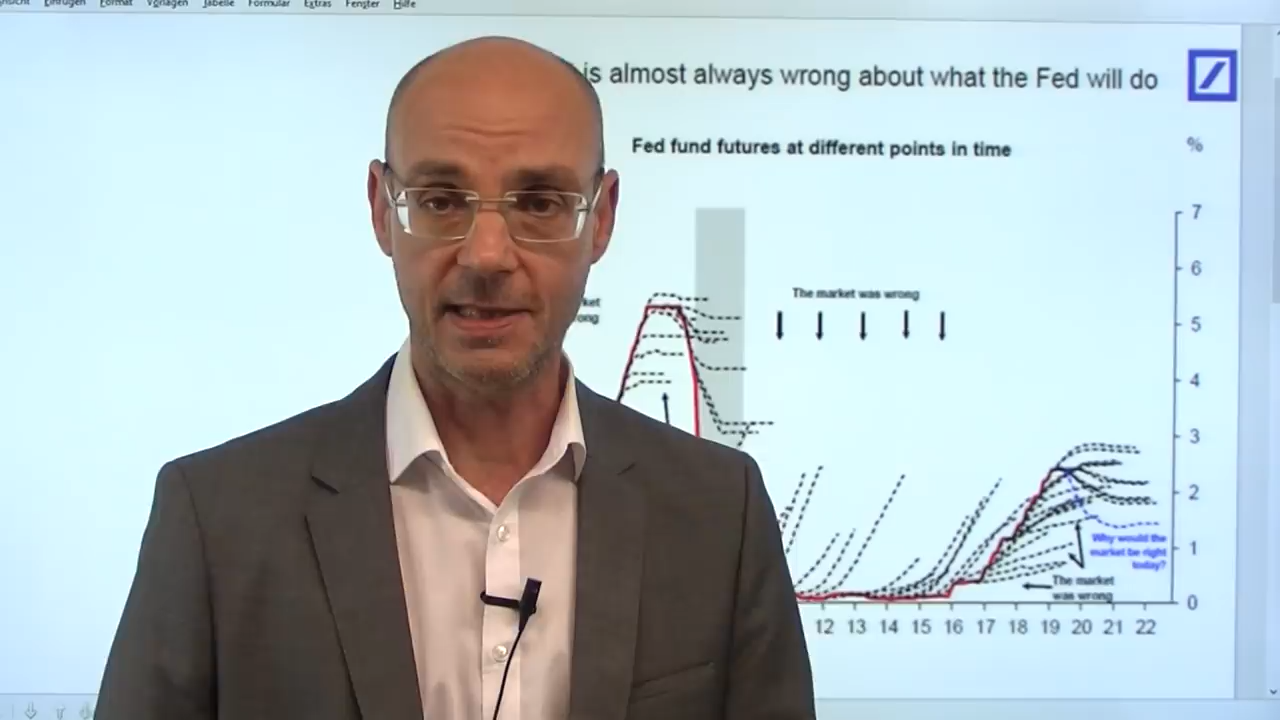 Einfügen Format Vorlagen Tabelle Formular Extras Fenster Hilfe
is almost always wrong about what the Fed will do
Fed fund futures at different points in time
%
7
6
5
4
3
2
1
0
The market was wrong
Why would the
market be right
today?
The market
was wrong
12 13 14 15 16 17 18 19 20 21 22